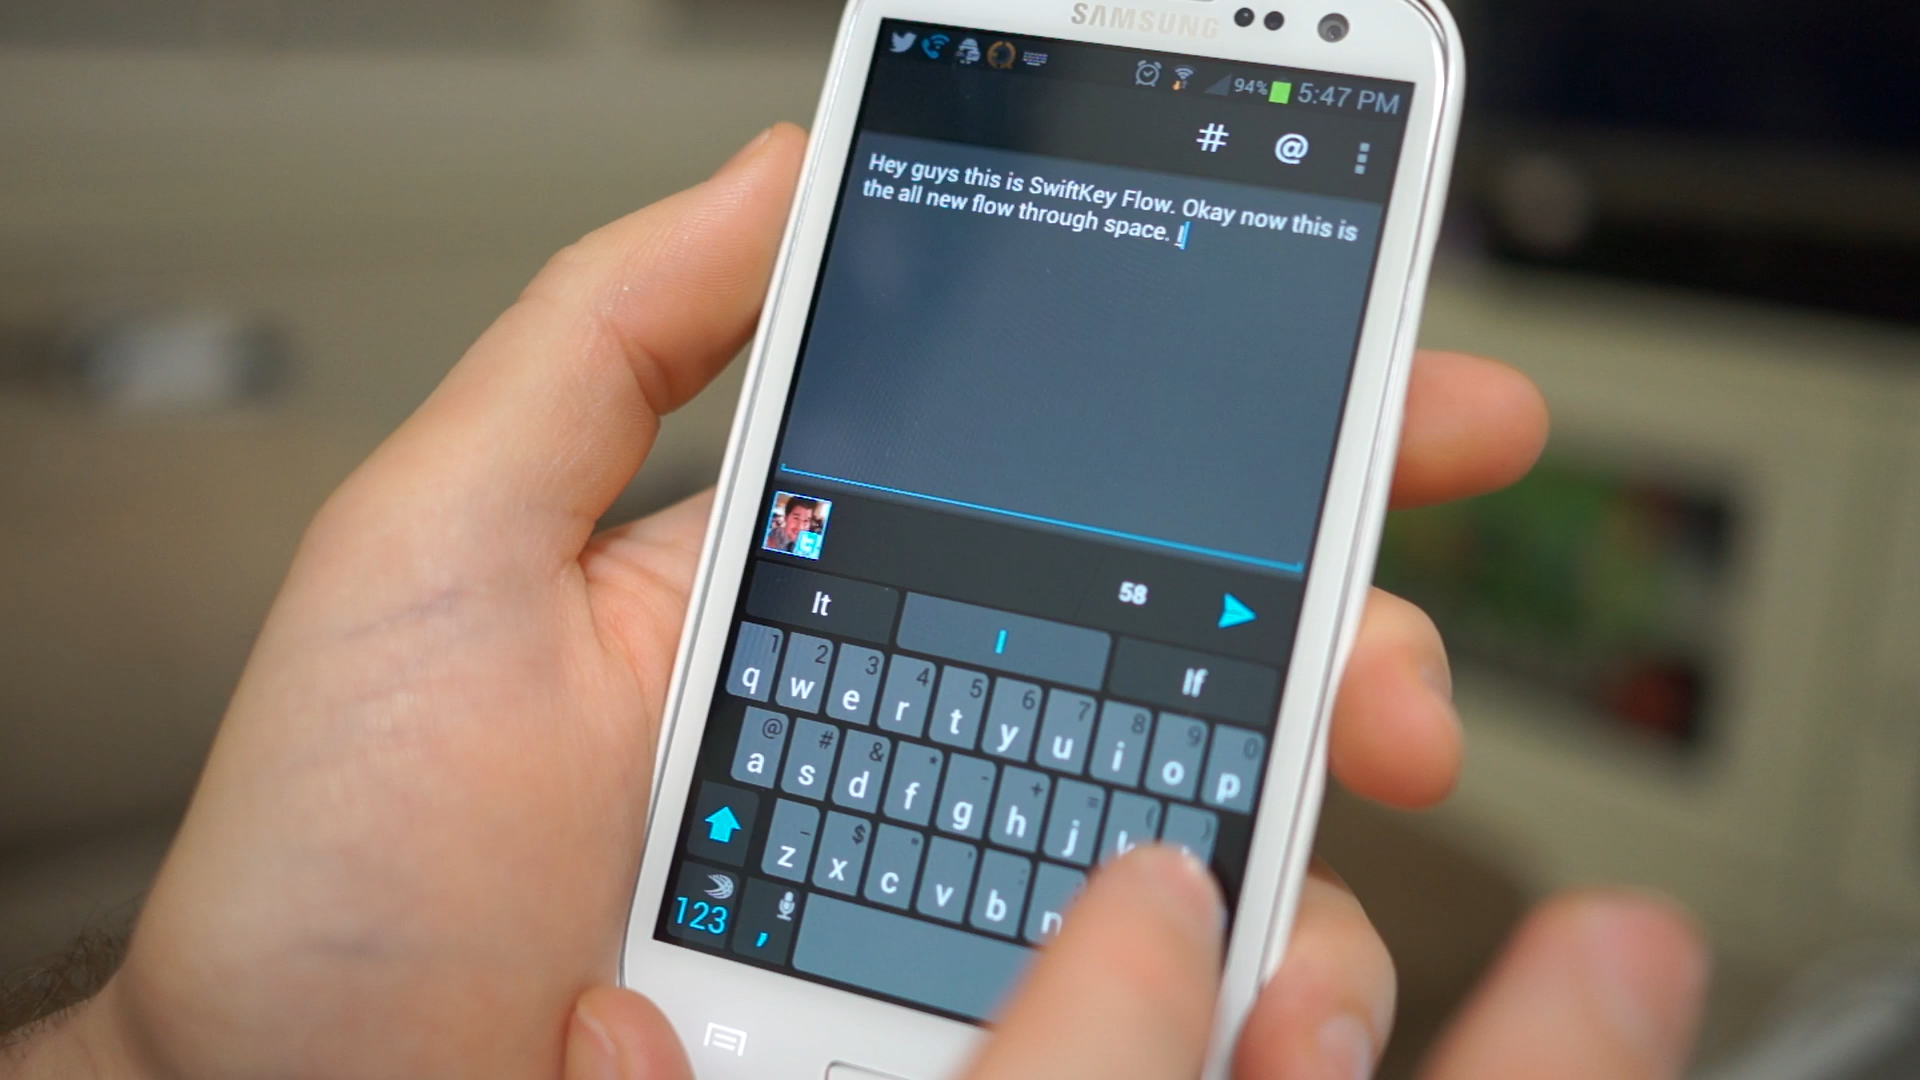 SAMSUNG
94% 5:47 PM
# @
Hey guys this is SwiftKey Flow. Okay now this is
the all new flow through space. I
58
It I If
1 2 3 4 5 6 7 8 9 0
q w e r t y u i o p
@ # & * - + = ( )
a s d f g h j k
- $ " ' :
z x c v b n
123 ,